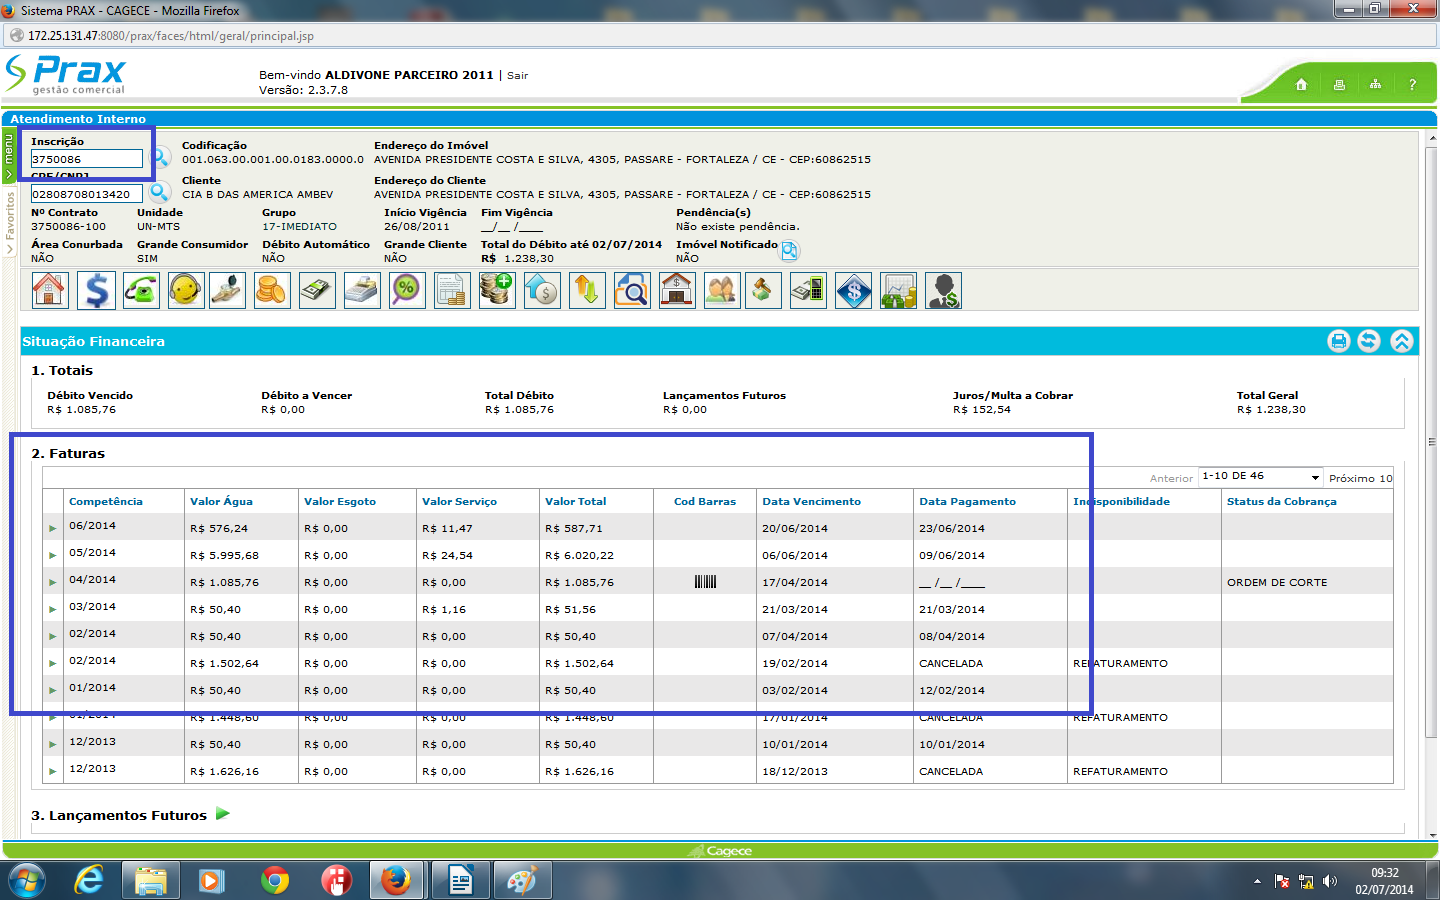 Sistema PRAX - CAGECE - Mozilla Firefox
172.25.131.47:8080/prax/faces/html/geral/principal.jsp
Prax
gestão comercial
Bem-vindo ALDIVONE PARCEIRO 2011 | Sair
Versão: 2.3.7.8
?
Atendimento Interno
menu
Favoritos
Inscrição Codificação Endereço do Imóvel
3750086 001.063.00.001.00.0183.0000.0 AVENIDA PRESIDENTE COSTA E SILVA, 4305, PASSARE - FORTALEZA / CE - CEP:60862515
CPF/CNPJ Cliente Endereço do Cliente
02808708013420 CIA B DAS AMERICA AMBEV AVENIDA PRESIDENTE COSTA E SILVA, 4305, PASSARE - FORTALEZA / CE - CEP:60862515
Nº Contrato Unidade Grupo Início Vigência Fim Vigência Pendência(s)
3750086-100 UN-MTS 17-IMEDIATO 26/08/2011 __/__ /____ Não existe pendência.
Área Conurbada Grande Consumidor Débito Automático Grande Cliente Total do Débito até 02/07/2014 Imóvel Notificado
NÃO SIM NÃO NÃO R$ 1.238,30 NÃO
Situação Financeira
1. Totais
Débito Vencido Débito a Vencer Total Débito Lançamentos Futuros Juros/Multa a Cobrar Total Geral
R$ 1.085,76 R$ 0,00 R$ 1.085,76 R$ 0,00 R$ 152,54 R$ 1.238,30
2. Faturas
Anterior 1-10 DE 46 Próximo 10
Competência Valor Água Valor Esgoto Valor Serviço Valor Total Cod Barras Data Vencimento Data Pagamento Indisponibilidade Status da Cobrança
06/2014 R$ 576,24 R$ 0,00 R$ 11,47 R$ 587,71 20/06/2014 23/06/2014
05/2014 R$ 5.995,68 R$ 0,00 R$ 24,54 R$ 6.020,22 06/06/2014 09/06/2014
04/2014 R$ 1.085,76 R$ 0,00 R$ 0,00 R$ 1.085,76 17/04/2014 __ /__ /____ ORDEM DE CORTE
03/2014 R$ 50,40 R$ 0,00 R$ 1,16 R$ 51,56 21/03/2014 21/03/2014
02/2014 R$ 50,40 R$ 0,00 R$ 0,00 R$ 50,40 07/04/2014 08/04/2014
02/2014 R$ 1.502,64 R$ 0,00 R$ 0,00 R$ 1.502,64 19/02/2014 CANCELADA REFATURAMENTO
01/2014 R$ 50,40 R$ 0,00 R$ 0,00 R$ 50,40 03/02/2014 12/02/2014
01/2014 R$ 1.448,60 R$ 0,00 R$ 0,00 R$ 1.448,60 17/01/2014 CANCELADA REFATURAMENTO
12/2013 R$ 50,40 R$ 0,00 R$ 0,00 R$ 50,40 10/01/2014 10/01/2014
12/2013 R$ 1.626,16 R$ 0,00 R$ 0,00 R$ 1.626,16 18/12/2013 CANCELADA REFATURAMENTO
3. Lançamentos Futuros
Cagece
09:32
02/07/2014